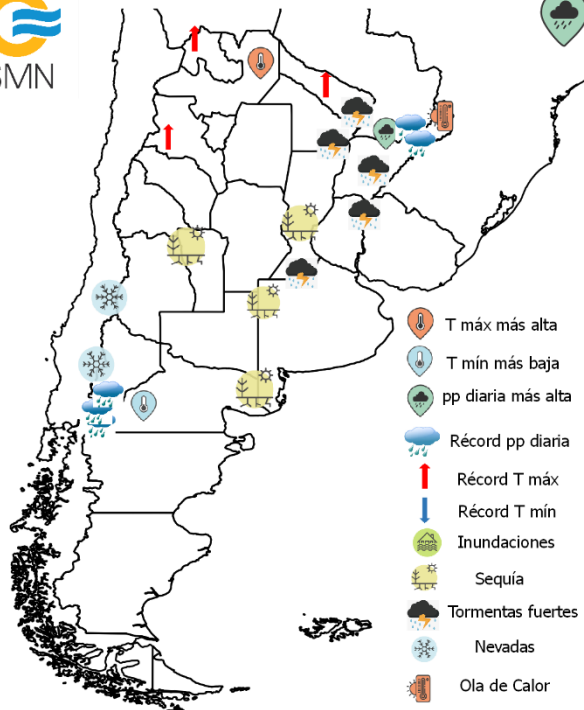 SMN
T máx más alta
T mín más baja
pp diaria más alta
Récord pp diaria
Récord T máx
Récord T mín
Inundaciones
Sequía
Tormentas fuertes
Nevadas
Ola de Calor